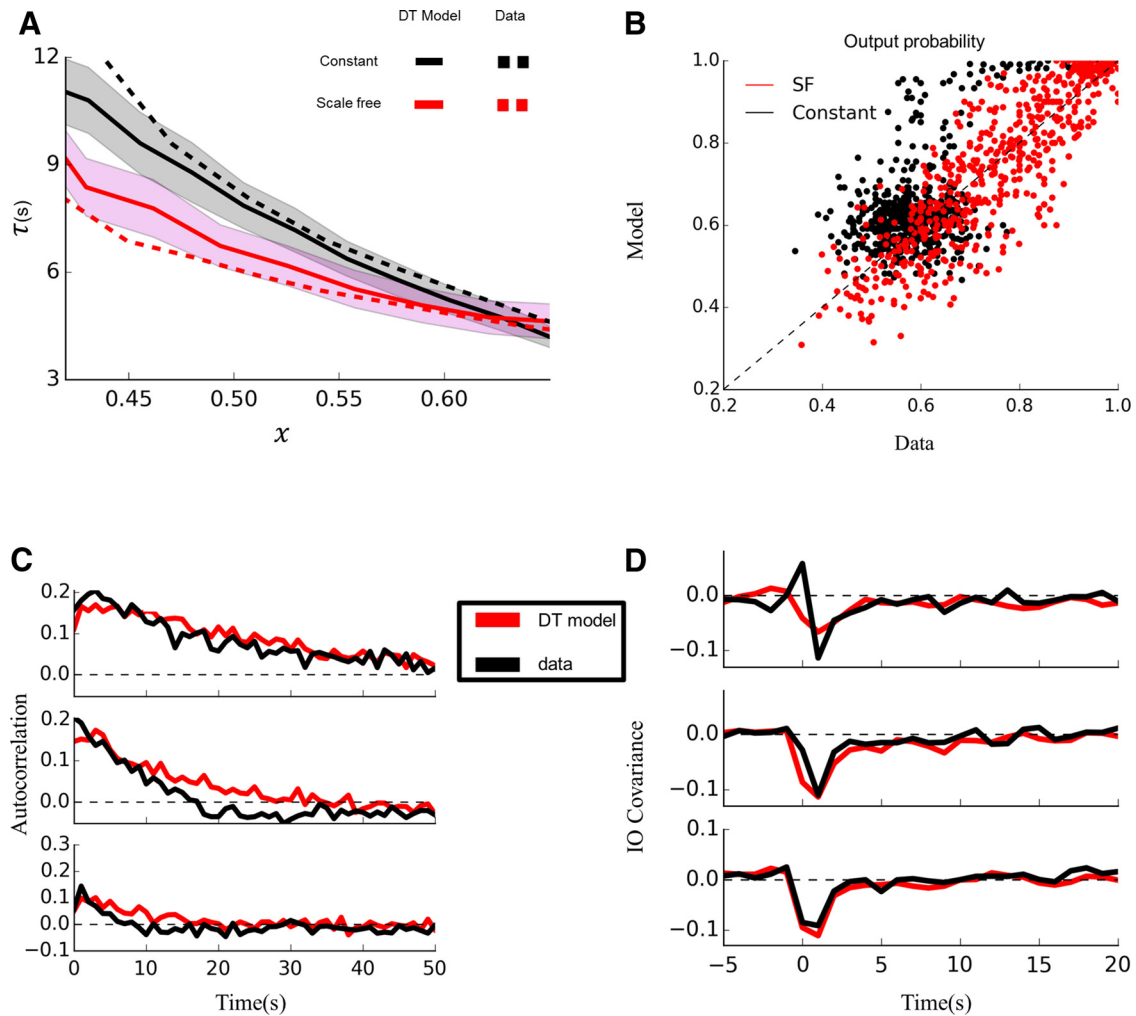 A
DT Model Data
Constant
Scale free
12
9
6
3
τ(s)
0.45 0.50 0.55 0.60
x
B
Output probability
SF
Constant
1.0
0.8
0.6
0.4
0.2
Model
0.2 0.4 0.6 0.8 1.0
Data
C
0.2
0.1
0.0
0.2
0.1
0.0
0.3
0.2
0.1
0.0
−0.1
Autocorrelation
0 10 20 30 40 50
Time(s)
DT model
data
D
0.0
−0.1
0.0
−0.1
0.1
0.0
−0.1
IO Covariance
−5 0 5 10 15 20
Time(s)